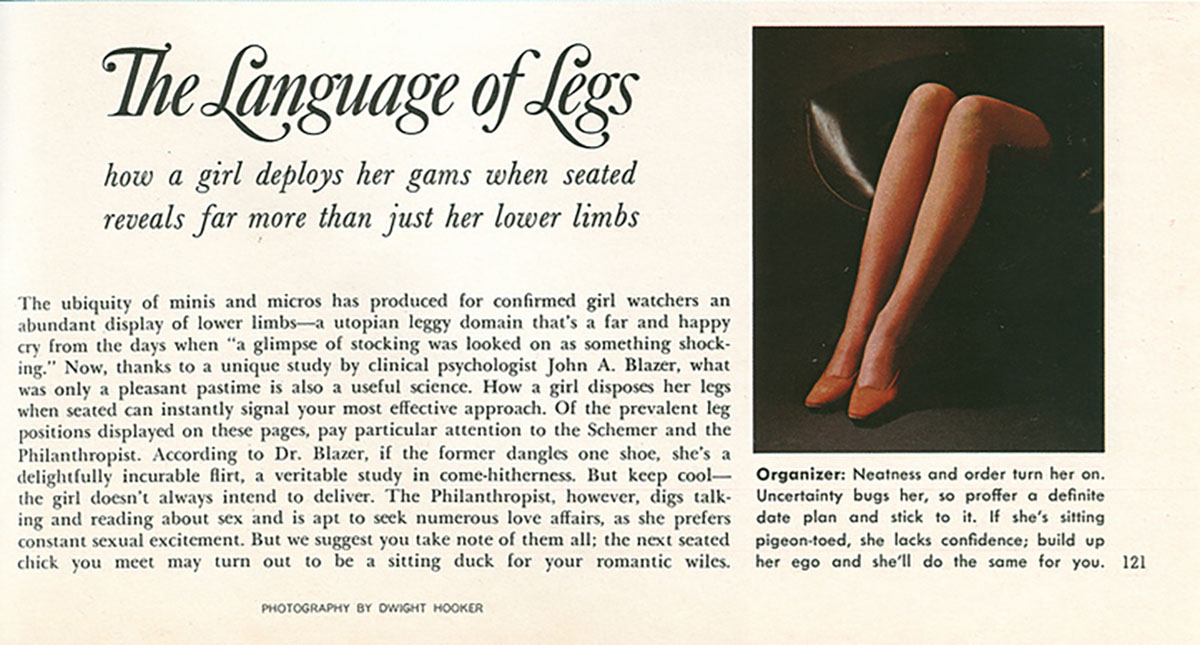 The Language of Legs
how a girl deploys her gams when seated
reveals far more than just her lower limbs
The ubiquity of minis and micros has produced for confirmed girl watchers an
abundant display of lower limbs—a utopian leggy domain that's a far and happy
cry from the days when "a glimpse of stocking was looked on as something shock-
ing." Now, thanks to a unique study by clinical psychologist John A. Blazer, what
was only a pleasant pastime is also a useful science. How a girl disposes her legs
when seated can instantly signal your most effective approach. Of the prevalent leg
positions displayed on these pages, pay particular attention to the Schemer and the
Philanthropist. According to Dr. Blazer, if the former dangles one shoe, she's a
delightfully incurable flirt, a veritable study in come-hitherness. But keep cool—
the girl doesn't always intend to deliver. The Philanthropist, however, digs talk-
ing and reading about sex and is apt to seek numerous love affairs, as she prefers
constant sexual excitement. But we suggest you take note of them all; the next seated
chick you meet may turn out to be a sitting duck for your romantic wiles.
PHOTOGRAPHY BY DWIGHT HOOKER
Organizer: Neatness and order turn her on.
Uncertainty bugs her, so proffer a definite
date plan and stick to it. If she's sitting
pigeon-toed, she lacks confidence; build up
her ego and she'll do the same for you.
121